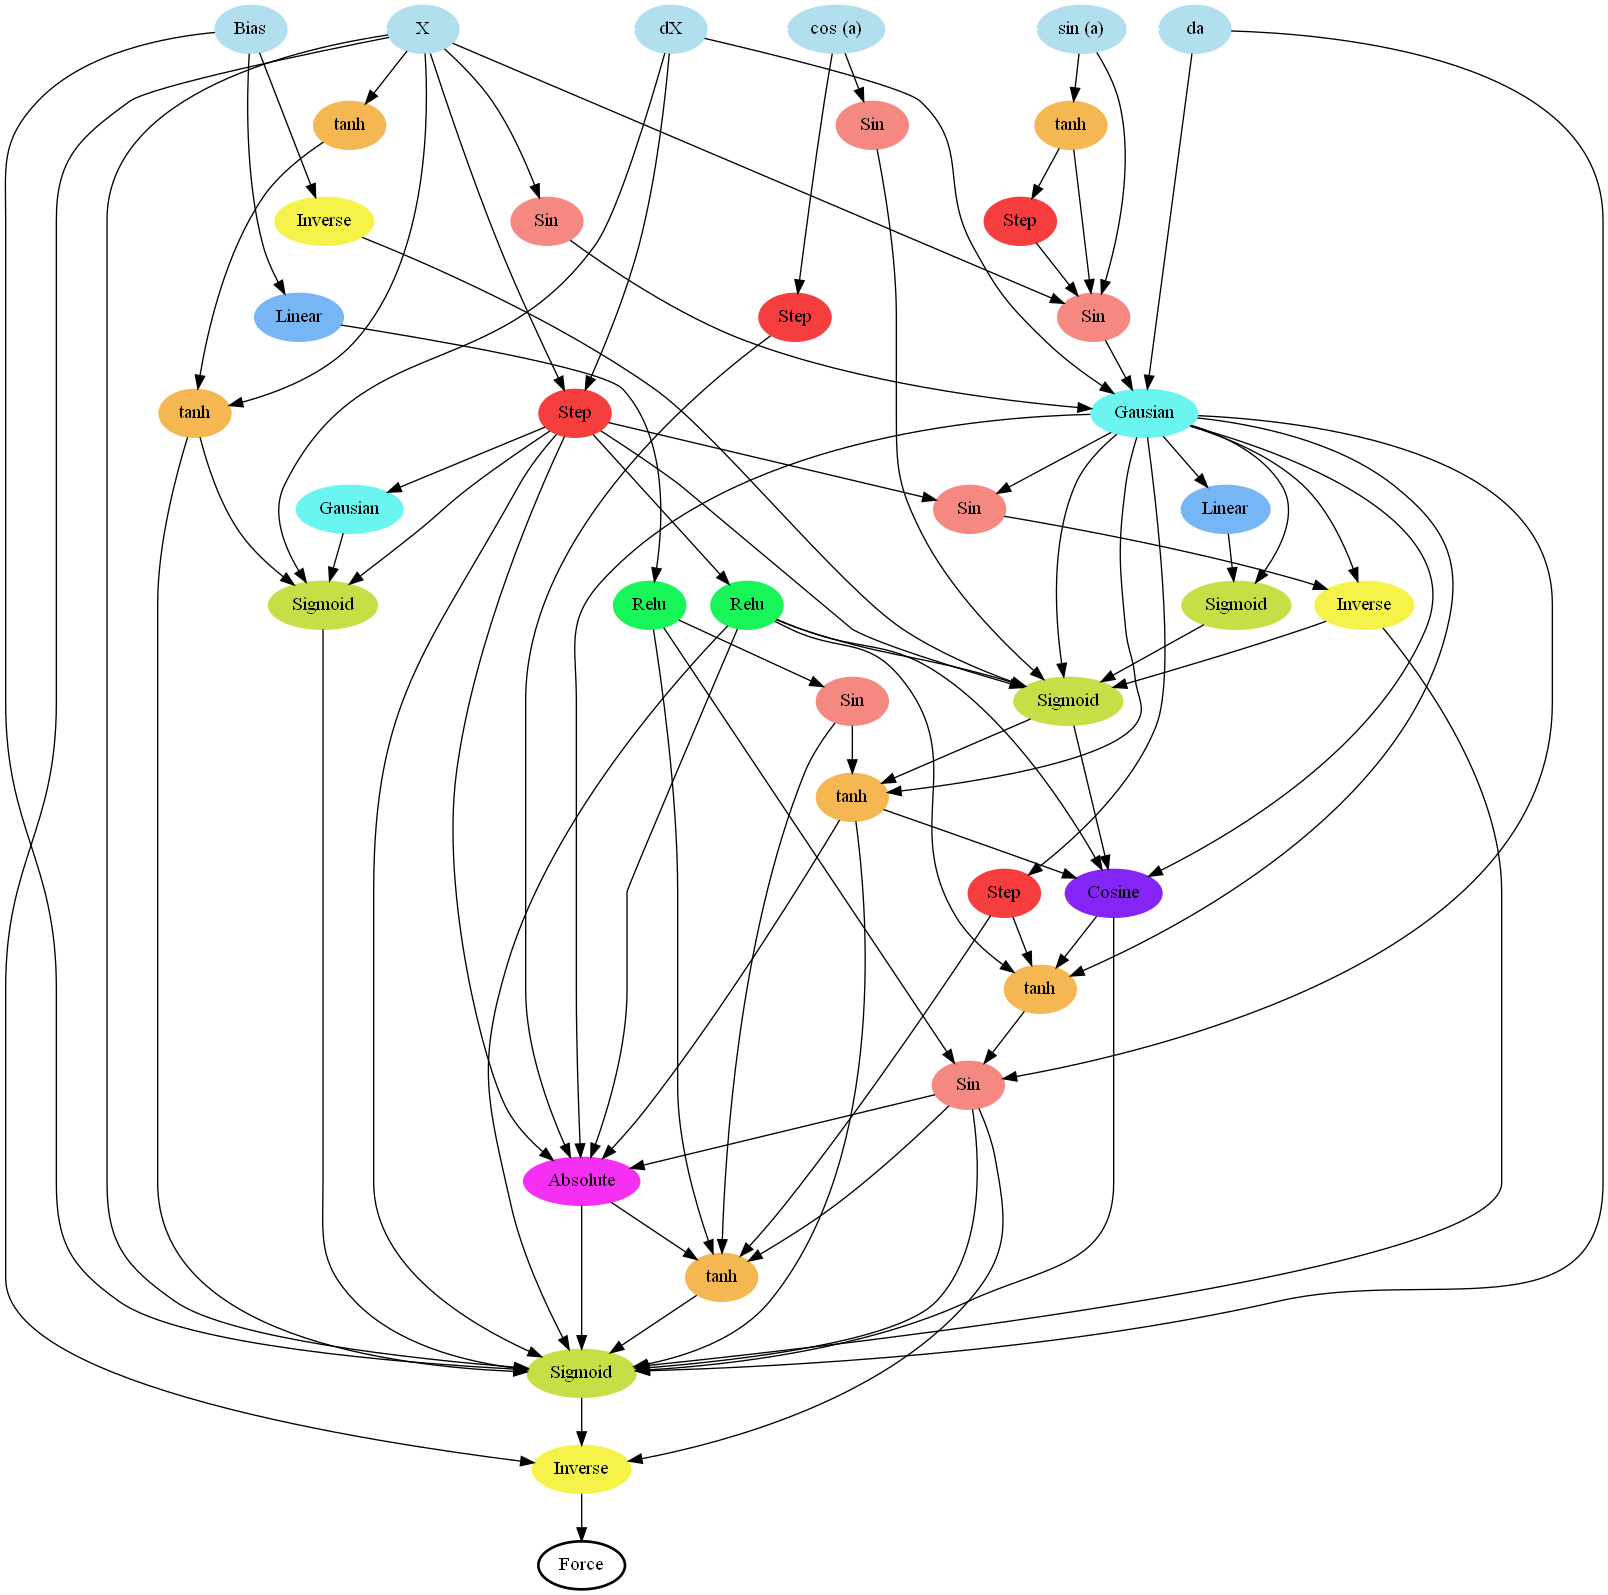 Bias
X
dX
cos (a)
sin (a)
da
tanh
Sin
tanh
Inverse
Sin
Step
Linear
Step
Sin
tanh
Step
Gausian
Gausian
Sin
Linear
Sigmoid
Relu
Relu
Sigmoid
Inverse
Sin
Sigmoid
tanh
Step
Cosine
tanh
Sin
Absolute
tanh
Sigmoid
Inverse
Force